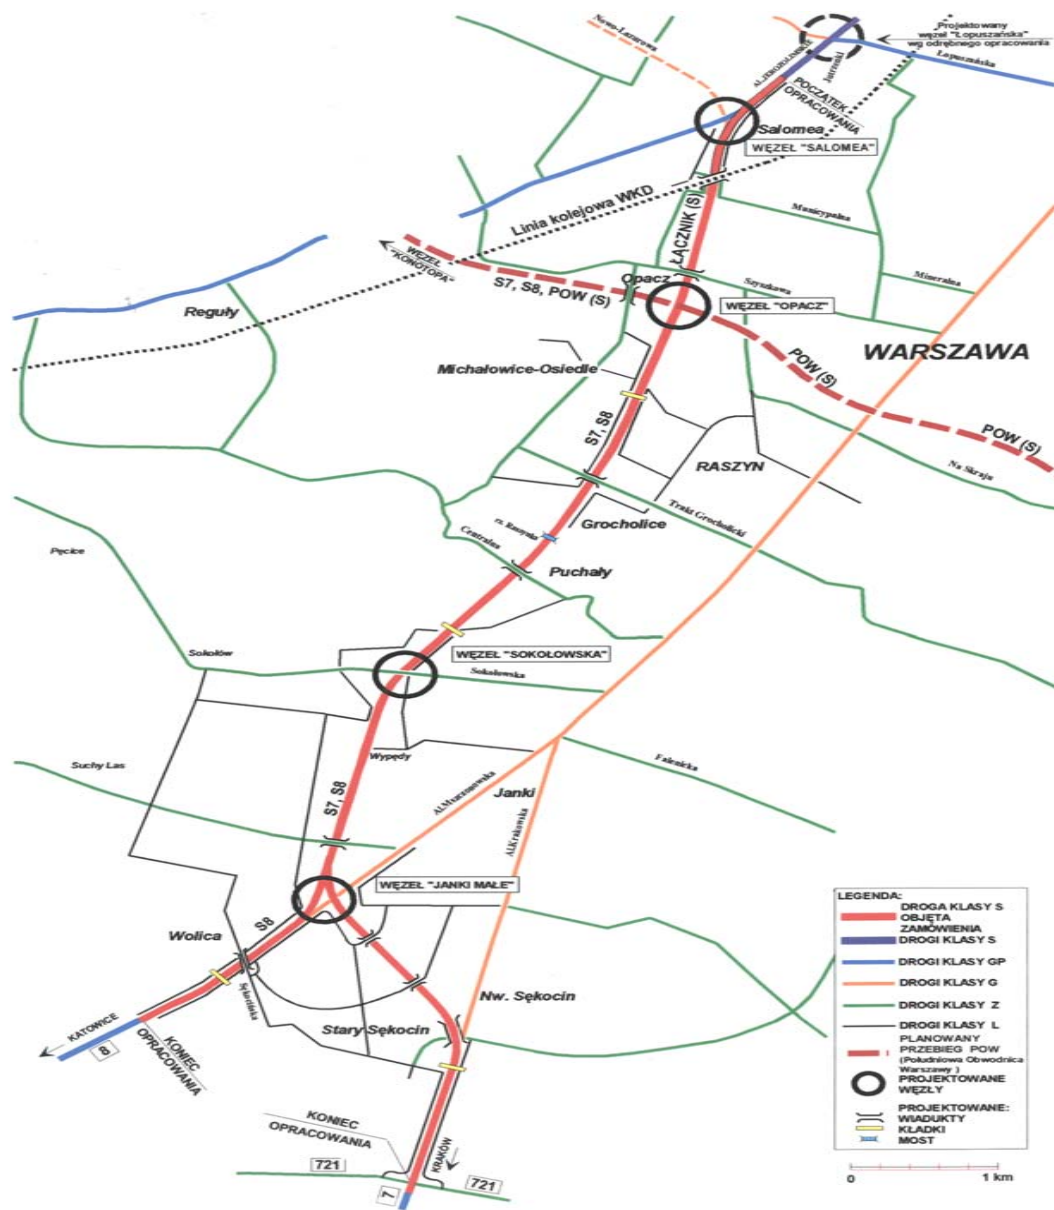 Nowo-Lazurowa
Projektowany
węzeł "Łopuszańska"
wg odrębnego opracowania
AL.JEROZOLIMSKIE
Jutrzenki
Łopuszańska
POCZĄTEK
OPRACOWANIA
Salomea
WĘZEŁ "SALOMEA"
Linia kolejowa WKD
ŁĄCZNIK (S)
Municypalna
WĘZEŁ
"KONOTOPA"
S7, S8, POW (S)
Opacz
Szyszkowa
Mineralna
Reguły
WĘZEŁ "OPACZ"
WARSZAWA
Michałowice-Osiedle
POW (S)
POW (S)
S7, S8
RASZYN
Na Skraju
Trakt Grocholicki
Grocholice
rz. Raszynka
Centralna
Puchały
Pęcice
Sokołów
WĘZEŁ "SOKOŁOWSKA"
Sokołowska
Wypędy
Suchy Las
S7, S8
Falenicka
Al.Mszczonowska
Janki
Al.Krakowska
WĘZEŁ "JANKI MAŁE"
S8
Wolica
Sękocińska
Nw. Sękocin
Stary Sękocin
KATOWICE
8
KONIEC
OPRACOWANIA
KONIEC
OPRACOWANIA
KRAKÓW
721
721
7
LEGENDA:
DROGA KLASY S
OBJĘTA
ZAMÓWIENIA
DROGI KLASY S
DROGI KLASY GP
DROGI KLASY G
DROGI KLASY Z
DROGI KLASY L
PLANOWANY
PRZEBIEG POW
(Południowa Obwodnica
Warszawy )
PROJEKTOWANE
WĘZŁY
PROJEKTOWANE:
WIADUKTY
KŁADKI
MOST
0 1 km